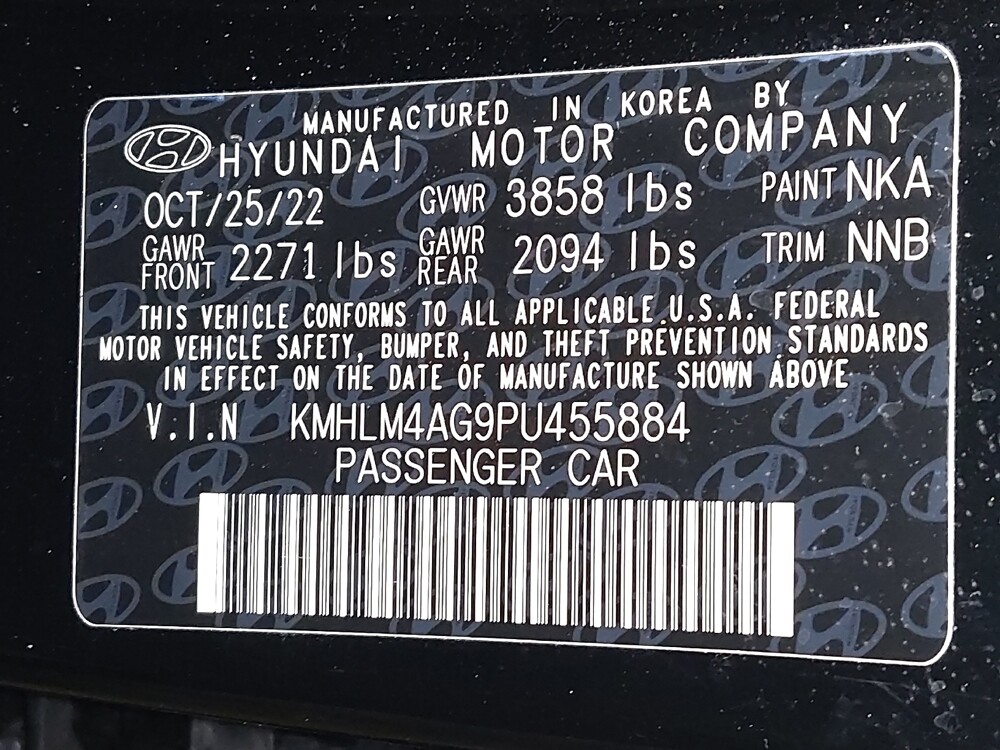 MANUFACTURED IN KOREA BY
HYUNDAI MOTOR COMPANY
OCT/25/22 GVWR 3858 lbs PAINT NKA
GAWR FRONT 2271 lbs GAWR REAR 2094 lbs TRIM NNB
THIS VEHICLE CONFORMS TO ALL APPLICABLE U.S.A. FEDERAL
MOTOR VEHICLE SAFETY, BUMPER, AND THEFT PREVENTION STANDARDS
IN EFFECT ON THE DATE OF MANUFACTURE SHOWN ABOVE
V.I.N KMHLM4AG9PU455884
PASSENGER CAR